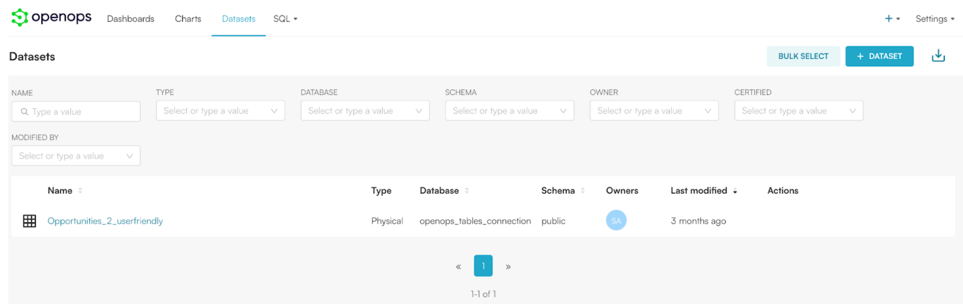 openops Dashboards Charts Datasets SQL Settings
Datasets BULK SELECT + DATASET
NAME TYPE DATABASE SCHEMA OWNER CERTIFIED
Type a value Select or type a value Select or type a value Select or type a value Select or type a value Select or type a value
MODIFIED BY
Select or type a value
Name Type Database Schema Owners Last modified Actions
Opportunities_2_userfriendly Physical openops_tables_connection public SA 3 months ago
« 1 »
1-1 of 1